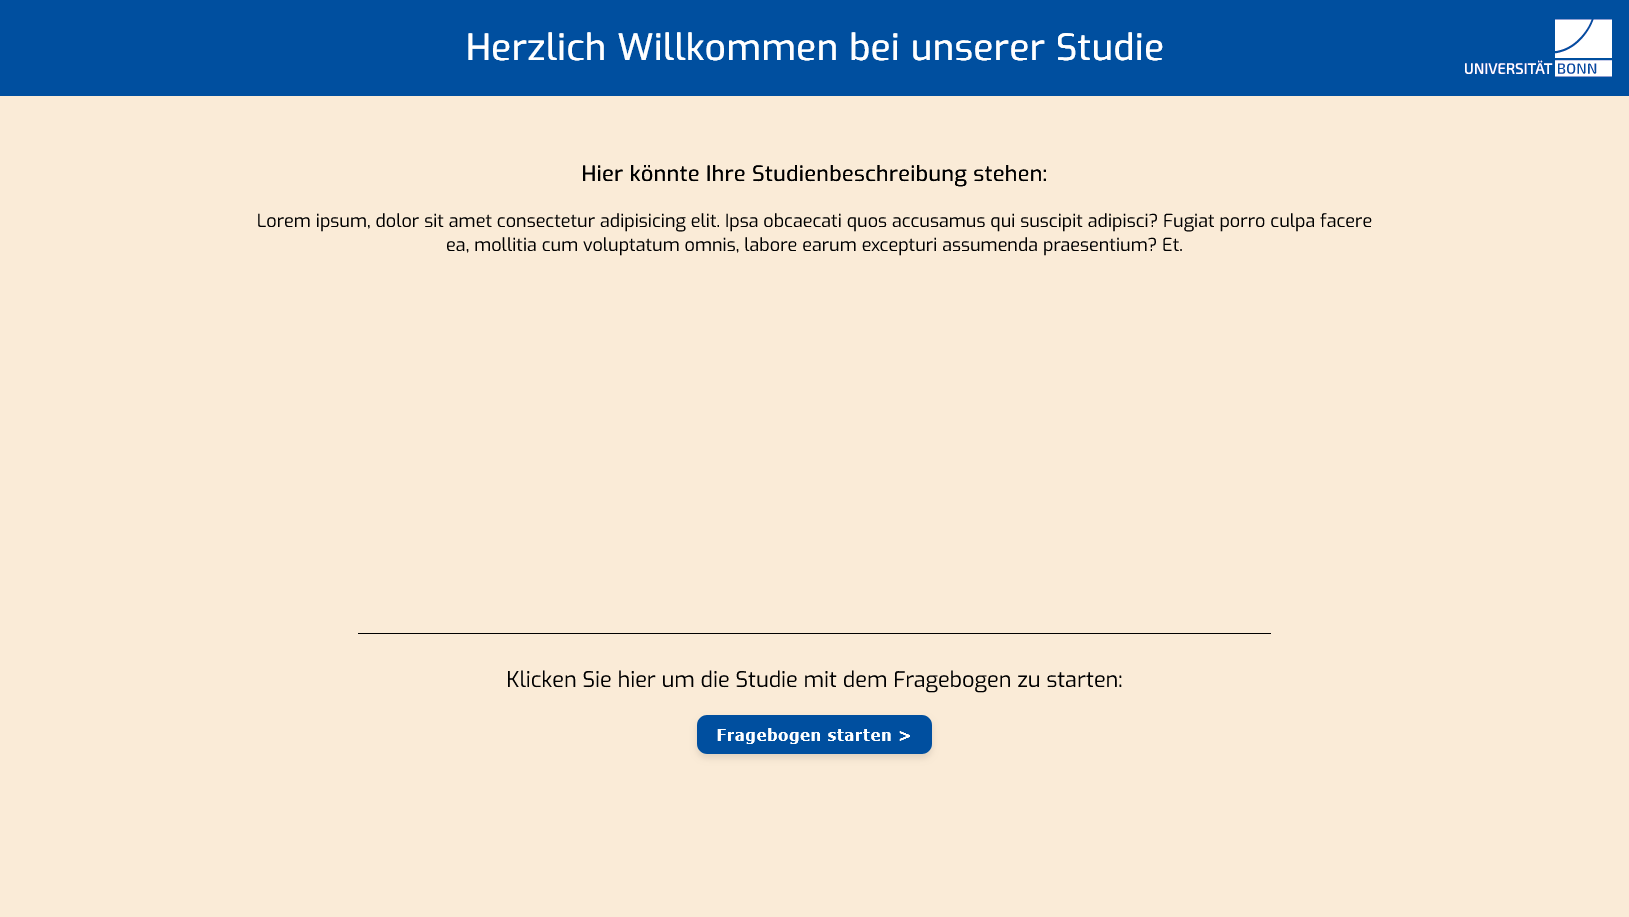 Herzlich Willkommen bei unserer Studie
UNIVERSITÄT BONN
Hier könnte Ihre Studienbeschreibung stehen:
Lorem ipsum, dolor sit amet consectetur adipisicing elit. Ipsa obcaecati quos accusamus qui suscipit adipisci? Fugiat porro culpa facere
ea, mollitia cum voluptatum omnis, labore earum excepturi assumenda praesentium? Et.
Klicken Sie hier um die Studie mit dem Fragebogen zu starten:
Fragebogen starten >